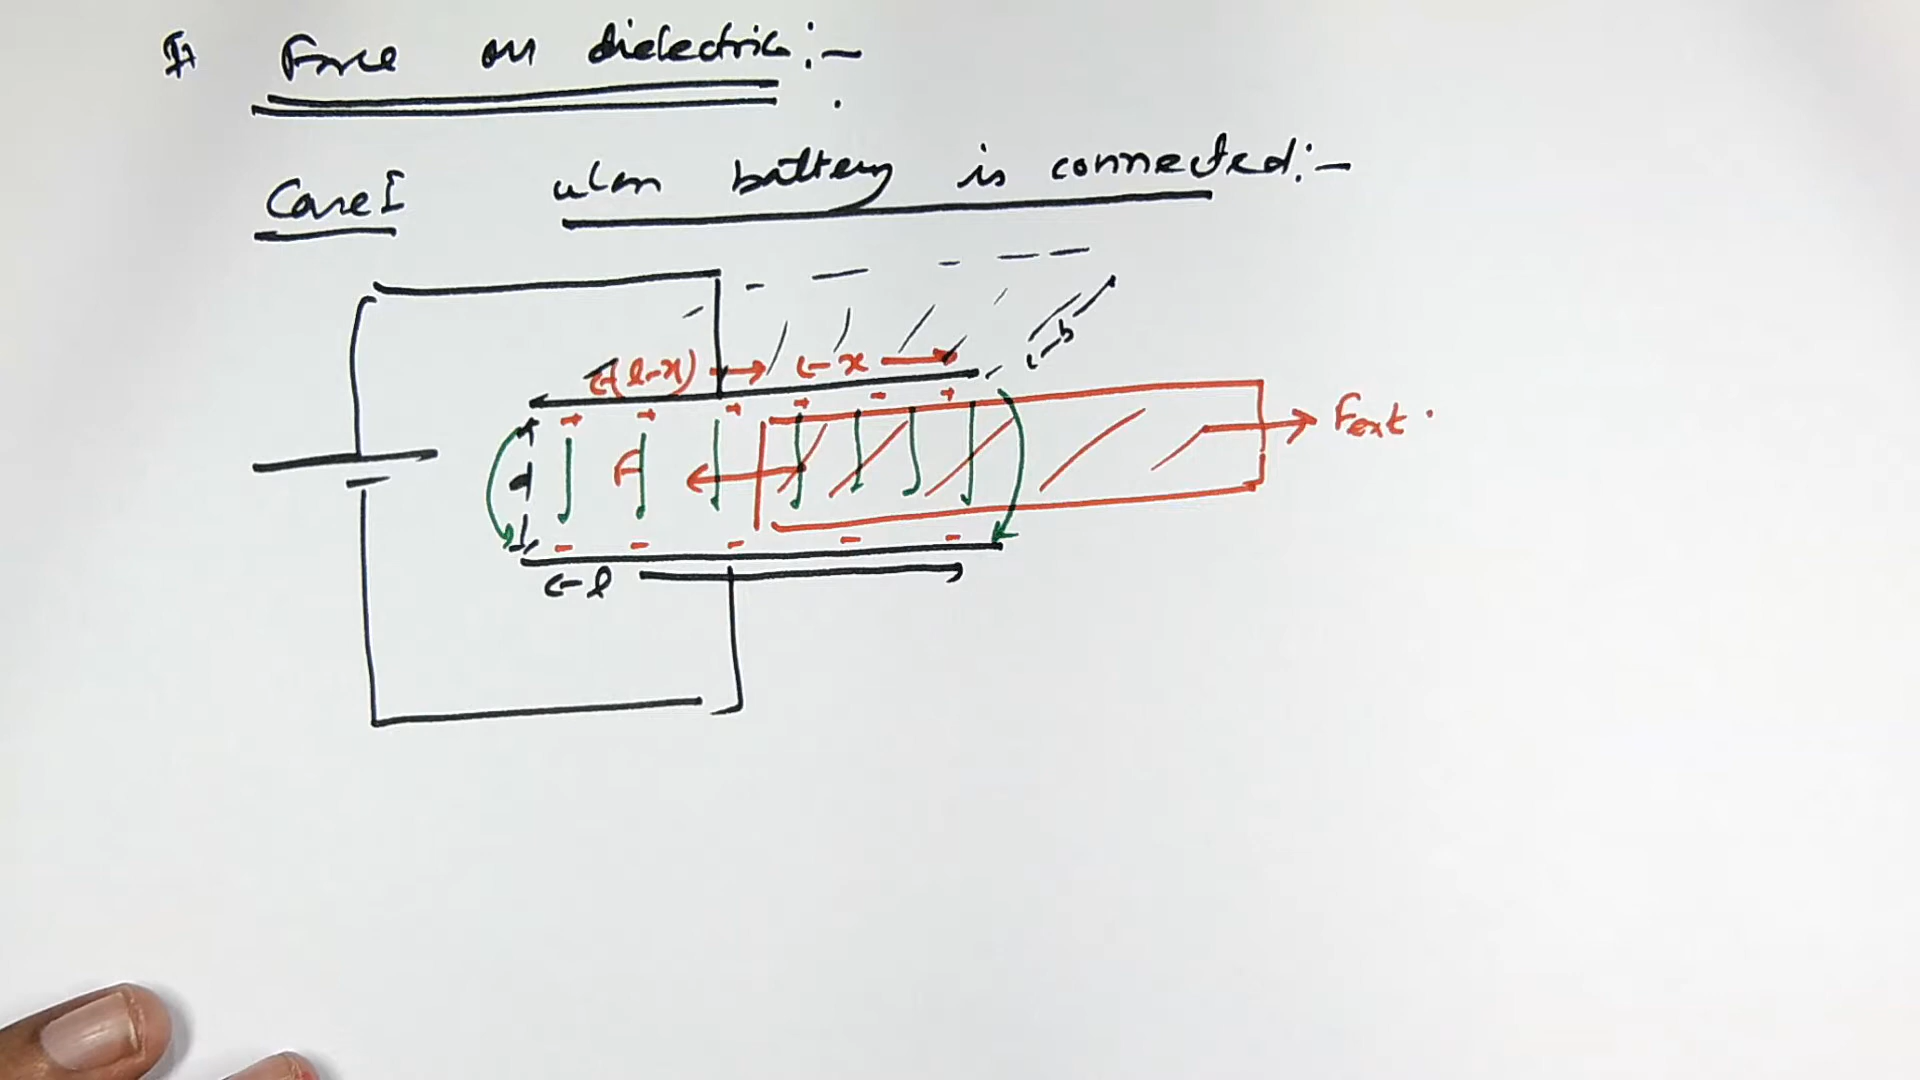 # Force on dielectric:-
Case I when battery is connected:-
(l-x) x b
+ + + + - + 
F d Fext.
- - - - -
l